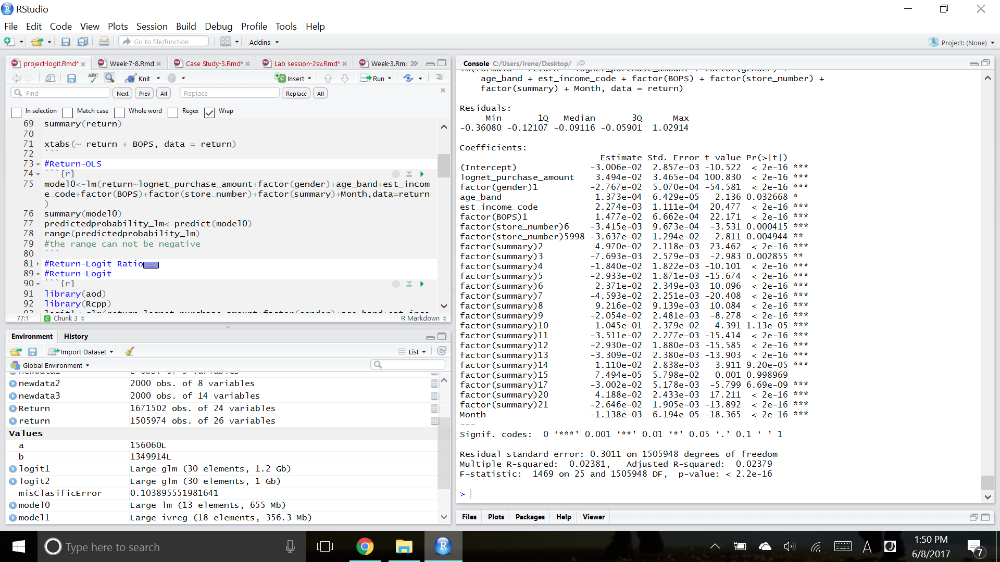 RStudio
File Edit Code View Plots Session Build Debug Profile Tools Help
Go to file/function
Addins
Project: (None)
project-logit.Rmd*
Week-7-8.Rmd
Case Study-3.Rmd*
Lab session-2sv.Rmd*
Week-3.Rmd
ABC
Knit
Insert
Run
Find
Next
Prev
All
Replace
Replace
All
In selection
Match case
Whole word
Regex
Wrap
69 summary(return)
70
71 xtabs(~ return + BOPS, data = return)
72 ```
73 #Return-OLS
74 ```{r}
75 model0<-lm(return~lognet_purchase_amount+factor(gender)+age_band+est_incom
e_code+factor(BOPS)+factor(store_number)+factor(summary)+Month,data=return
)
76 summary(model0)
77 predictedprobability_lm<-predict(model0)
78 range(predictedprobability_lm)
79 #the range can not be negative
80 ```
81 #Return-Logit Ratio
89 #Return-Logit
90 ```{r}
91 library(aod)
92 library(Rcpp)
77:1
Chunk 3
R Markdown
Environment
History
Import Dataset
List
Global Environment
newdata2 2000 obs. of 8 variables
newdata3 2000 obs. of 14 variables
Return 1671502 obs. of 24 variables
return 1505974 obs. of 26 variables
Values
a 156060L
b 1349914L
logit1 Large glm (30 elements, 1.2 Gb)
logit2 Large glm (30 elements, 1 Gb)
misClasificError 0.103895551981641
model0 Large lm (13 elements, 655 Mb)
model1 Large ivreg (18 elements, 356.3 Mb)
Console C:/Users/irene/Desktop/
age_band + est_income_code + factor(BOPS) + factor(store_number) +
factor(summary) + Month, data = return)
Residuals:
Min 1Q Median 3Q Max
-0.36080 -0.12107 -0.09116 -0.05901 1.02914
Coefficients:
Estimate Std. Error t value Pr(>|t|)
(Intercept) -3.006e-02 2.857e-03 -10.522 < 2e-16 ***
lognet_purchase_amount 3.494e-02 3.465e-04 100.830 < 2e-16 ***
factor(gender)1 -2.767e-02 5.070e-04 -54.581 < 2e-16 ***
age_band 1.373e-04 6.429e-05 2.136 0.032668 *
est_income_code 2.274e-03 1.111e-04 20.477 < 2e-16 ***
factor(BOPS)1 1.477e-02 6.662e-04 22.171 < 2e-16 ***
factor(store_number)6 -3.415e-03 9.673e-04 -3.531 0.000415 ***
factor(store_number)5998 -3.637e-02 1.294e-02 -2.811 0.004944 **
factor(summary)2 4.970e-02 2.118e-03 23.462 < 2e-16 ***
factor(summary)3 -7.693e-03 2.579e-03 -2.983 0.002855 **
factor(summary)4 -1.840e-02 1.822e-03 -10.101 < 2e-16 ***
factor(summary)5 -2.933e-02 1.871e-03 -15.674 < 2e-16 ***
factor(summary)6 2.371e-02 2.349e-03 10.096 < 2e-16 ***
factor(summary)7 -4.593e-02 2.251e-03 -20.408 < 2e-16 ***
factor(summary)8 9.216e-02 9.139e-03 10.084 < 2e-16 ***
factor(summary)9 -2.054e-02 2.481e-03 -8.278 < 2e-16 ***
factor(summary)10 1.045e-01 2.379e-02 4.391 1.13e-05 ***
factor(summary)11 -3.511e-02 2.277e-03 -15.414 < 2e-16 ***
factor(summary)12 -2.930e-02 1.880e-03 -15.585 < 2e-16 ***
factor(summary)13 -3.309e-02 2.380e-03 -13.903 < 2e-16 ***
factor(summary)14 1.110e-02 2.838e-03 3.911 9.20e-05 ***
factor(summary)15 7.494e-05 5.798e-02 0.001 0.998969
factor(summary)17 -3.002e-02 5.178e-03 -5.799 6.69e-09 ***
factor(summary)20 4.188e-02 2.433e-03 17.211 < 2e-16 ***
factor(summary)21 -2.646e-02 1.905e-03 -13.892 < 2e-16 ***
Month -1.138e-03 6.194e-05 -18.365 < 2e-16 ***
---
Signif. codes: 0 ‘***’ 0.001 ‘**’ 0.01 ‘*’ 0.05 ‘.’ 0.1 ‘ ’ 1
Residual standard error: 0.3011 on 1505948 degrees of freedom
Multiple R-squared: 0.02381, Adjusted R-squared: 0.02379
F-statistic: 1469 on 25 and 1505948 DF, p-value: < 2.2e-16
>
Files Plots Packages Help Viewer
Type here to search
1:50 PM
6/8/2017
7